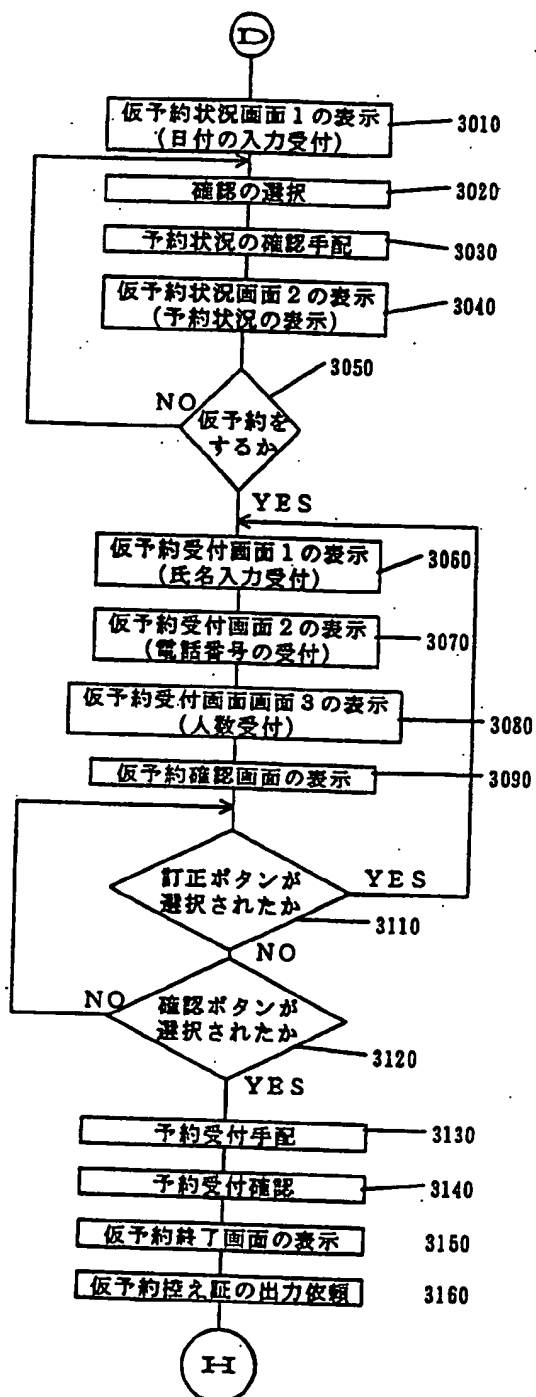 D
仮予約状況画面1の表示
(日付の入力受付)
3010
確認の選択
3020
予約状況の確認手配
3030
仮予約状況画面2の表示
(予約状況の表示)
3040
3050
NO
仮予約を
するか
YES
仮予約受付画面1の表示
(氏名入力受付)
3060
仮予約受付画面2の表示
(電話番号の受付)
3070
仮予約受付画面画面3の表示
(人数受付)
3080
仮予約確認画面の表示
3090
訂正ボタンが
選択されたか
YES
3110
NO
NO
確認ボタンが
選択されたか
3120
YES
予約受付手配
3130
予約受付確認
3140
仮予約終了画面の表示
3150
仮予約控え証の出力依頼
3160
H